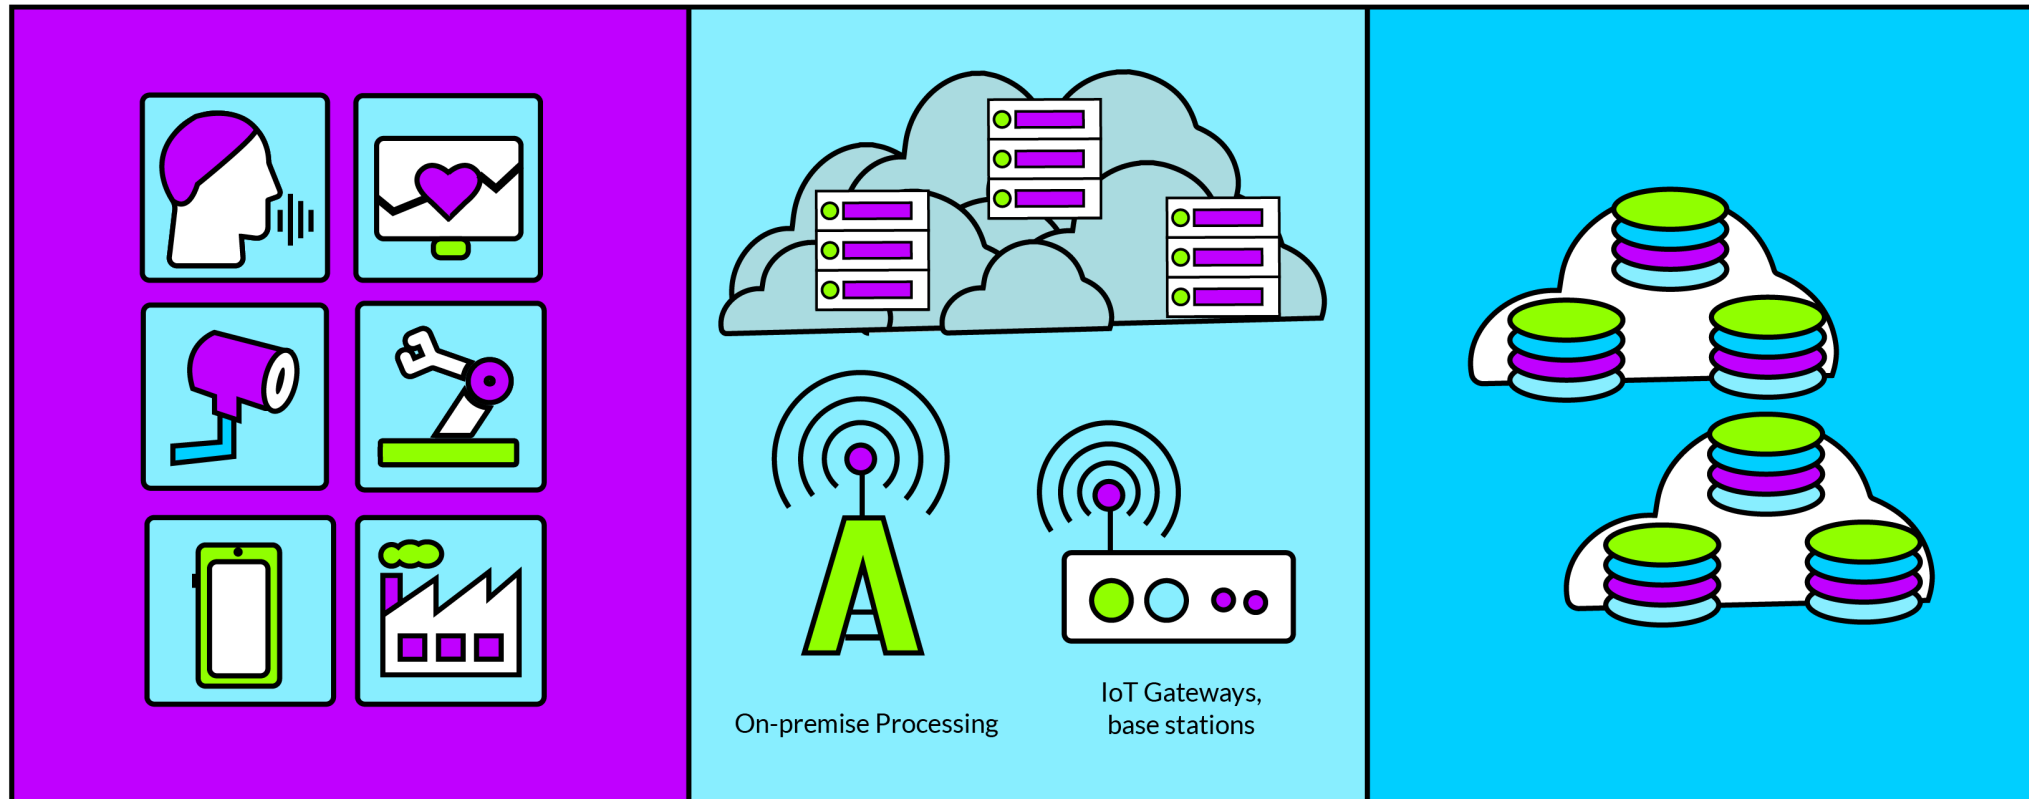 On-premise Processing
IoT Gateways,
base stations